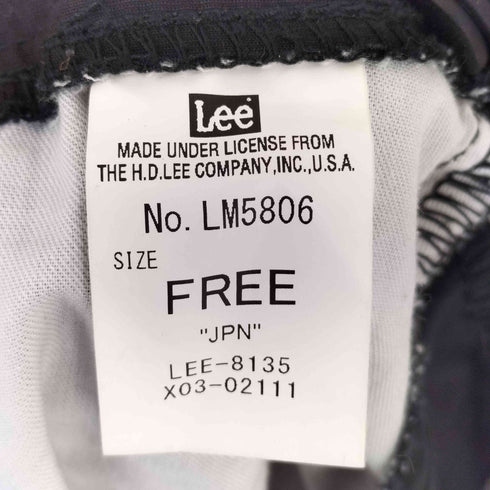 Lee
MADE UNDER LICENSE FROM
THE H.D.LEE COMPANY,INC.,U.S.A.
No. LM5806
SIZE
FREE
"JPN"
LEE-8135
X03-02111